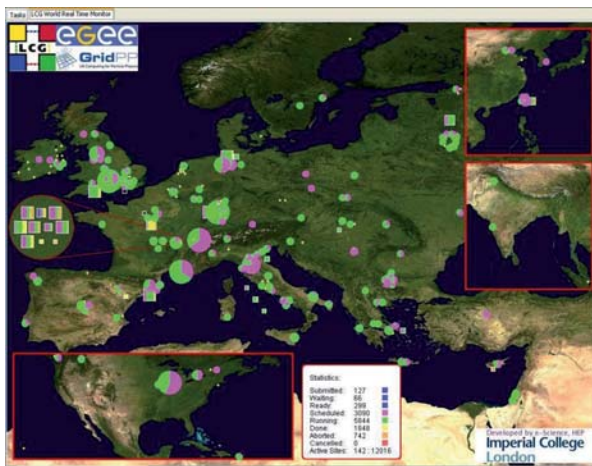 Tasks LCG World Real Time Monitor
LCG
eGee
GridPP
UK Computing for Particle Physics
Statistics:
Submitted: 127
Waiting: 66
Ready: 299
Scheduled: 3090
Running: 5844
Done: 1848
Aborted: 742
Cancelled: 0
Active Sites: 142 : 12016
Developed by e-Science, HEP
Imperial College
London